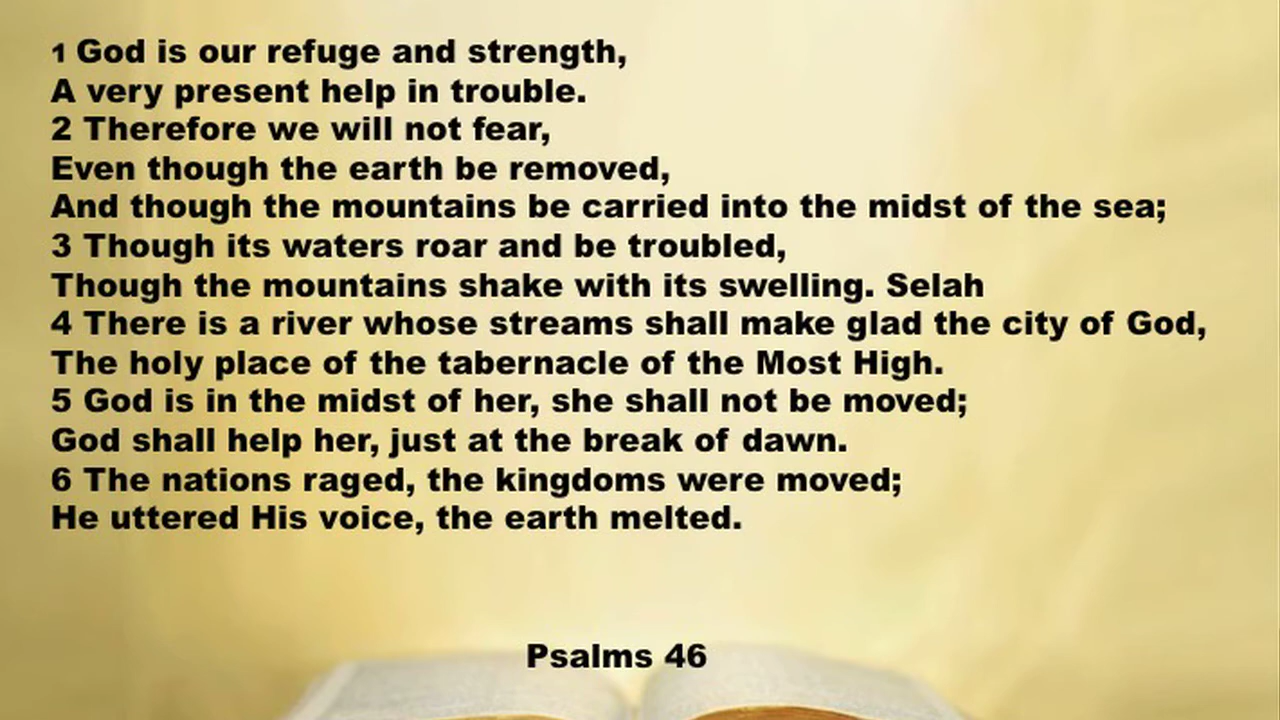 1 God is our refuge and strength,
A very present help in trouble.
2 Therefore we will not fear,
Even though the earth be removed,
And though the mountains be carried into the midst of the sea;
3 Though its waters roar and be troubled,
Though the mountains shake with its swelling. Selah
4 There is a river whose streams shall make glad the city of God,
The holy place of the tabernacle of the Most High.
5 God is in the midst of her, she shall not be moved;
God shall help her, just at the break of dawn.
6 The nations raged, the kingdoms were moved;
He uttered His voice, the earth melted.
Psalms 46